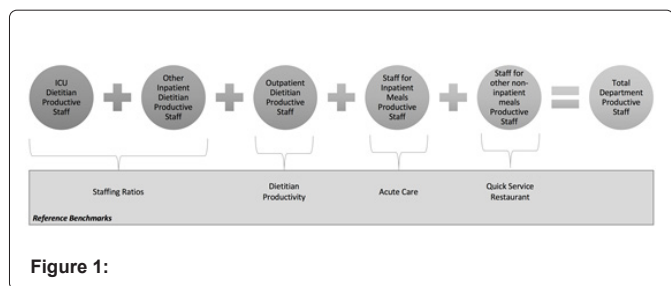 ICU
Dietitian
Productive
Staff
Other
Inpatient
Dietitian
Productive
Staff
Outpatient
Dietitian
Productive
Staff
Staff for
Inpatient
Meals
Productive
Staff
Staff for
other non-
inpatient
meals
Productive
Staff
Total
Department
Productive
Staff
Staffing Ratios
Dietitian
Productivity
Acute Care
Quick Service
Restaurant
Reference Benchmarks
Figure 1: